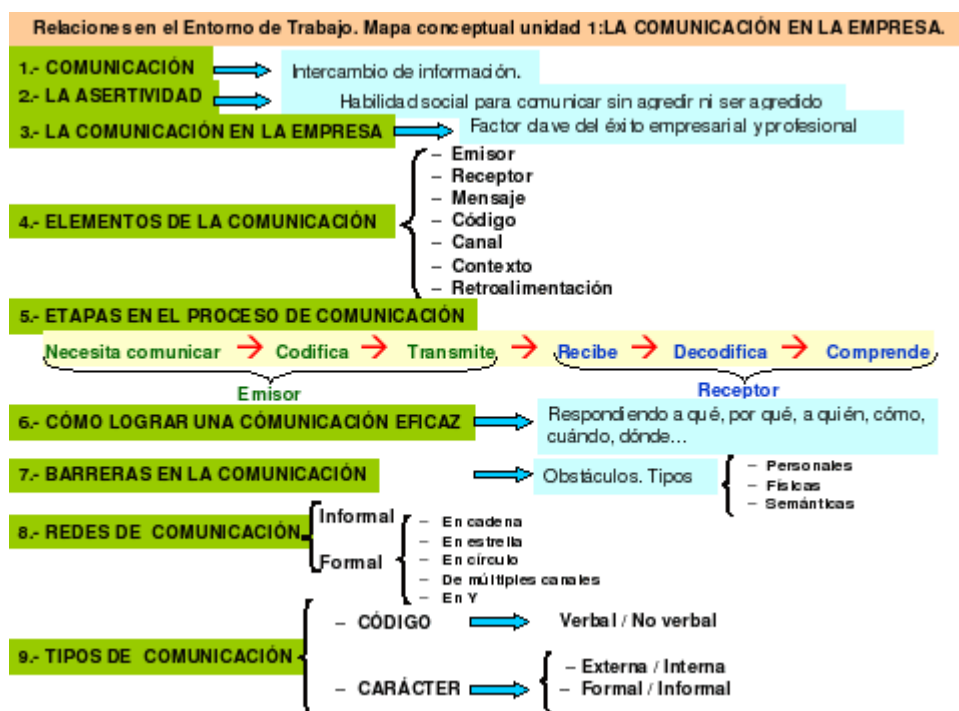 Relaciones en el Entorno de Trabajo. Mapa conceptual unidad 1:LA COMUNICACIÓN EN LA EMPRESA.
1.- COMUNICACIÓN
Intercambio de información.
2.- LA ASERTIVIDAD
Habilidad social para comunicar sin agredir ni ser agredido
3.- LA COMUNICACIÓN EN LA EMPRESA
Factor clave del éxito empresarial y profesional
4.- ELEMENTOS DE LA COMUNICACIÓN
– Emisor
– Receptor
– Mensaje
– Código
– Canal
– Contexto
– Retroalimentación
5.- ETAPAS EN EL PROCESO DE COMUNICACIÓN
Necesita comunicar → Codifica → Transmite → Recibe → Decodifica → Comprende
Emisor
Receptor
6.- CÓMO LOGRAR UNA CÓMUNICACIÓN EFICAZ
Respondiendo a qué, por qué, a quién, cómo,
cuándo, dónde...
7.- BARRERAS EN LA COMUNICACIÓN
Obstáculos. Tipos
– Personales
– Físicas
– Semánticas
8.- REDES DE COMUNICACIÓN
Informal
Formal
– En cadena
– En estrella
– En círculo
– De múltiples canales
– En Y
9.- TIPOS DE COMUNICACIÓN
– CÓDIGO
Verbal / No verbal
– CARÁCTER
– Externa / Interna
– Formal / Informal